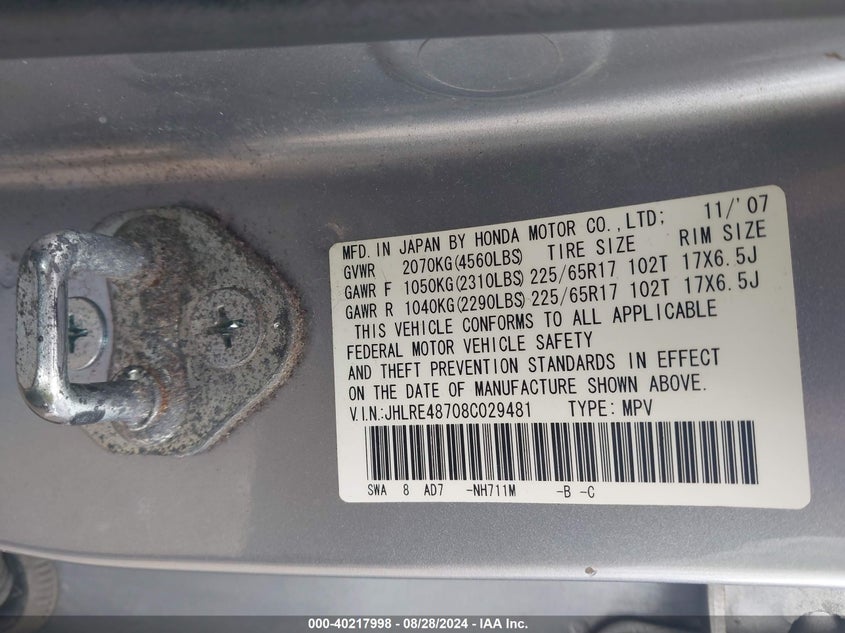 MFD. IN JAPAN BY HONDA MOTOR CO.,LTD; 11/'07
GVWR 2070KG(4560LBS) TIRE SIZE RIM SIZE
GAWR F 1050KG(2310LBS) 225/65R17 102T 17X6.5J
GAWR R 1040KG(2290LBS) 225/65R17 102T 17X6.5J
THIS VEHICLE CONFORMS TO ALL APPLICABLE
FEDERAL MOTOR VEHICLE SAFETY
AND THEFT PREVENTION STANDARDS IN EFFECT
ON THE DATE OF MANUFACTURE SHOWN ABOVE.
V.I.N.:JHLRE48708C029481 TYPE: MPV
SWA 8 AD7 -NH711M -B -C
000-40217998 - 08/28/2024 - IAA Inc.